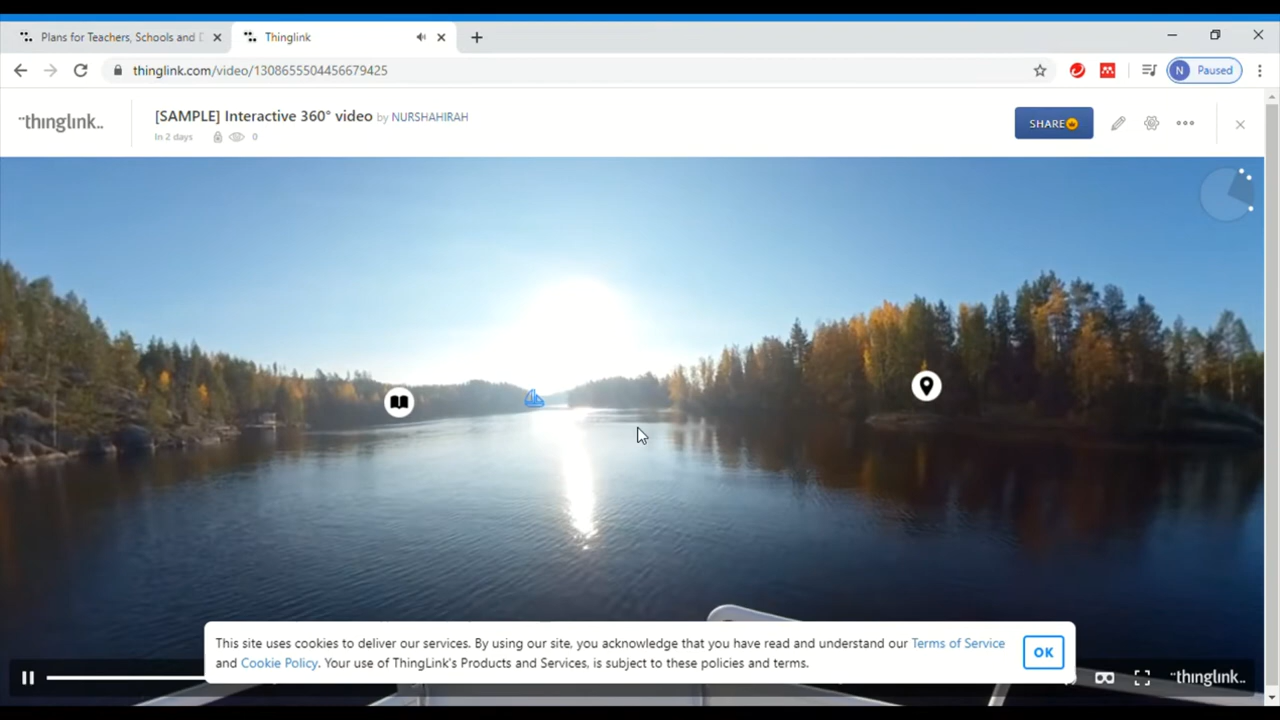 Plans for Teachers, Schools and D
Thinglink
thinglink.com/video/1308655504456679425
N Paused
thinglink..
[SAMPLE] Interactive 360° video by NURSHAHIRAH
In 2 days 0
SHARE
This site uses cookies to deliver our services. By using our site, you acknowledge that you have read and understand our Terms of Service
and Cookie Policy. Your use of ThingLink's Products and Services, is subject to these policies and terms.
OK
thinglink..